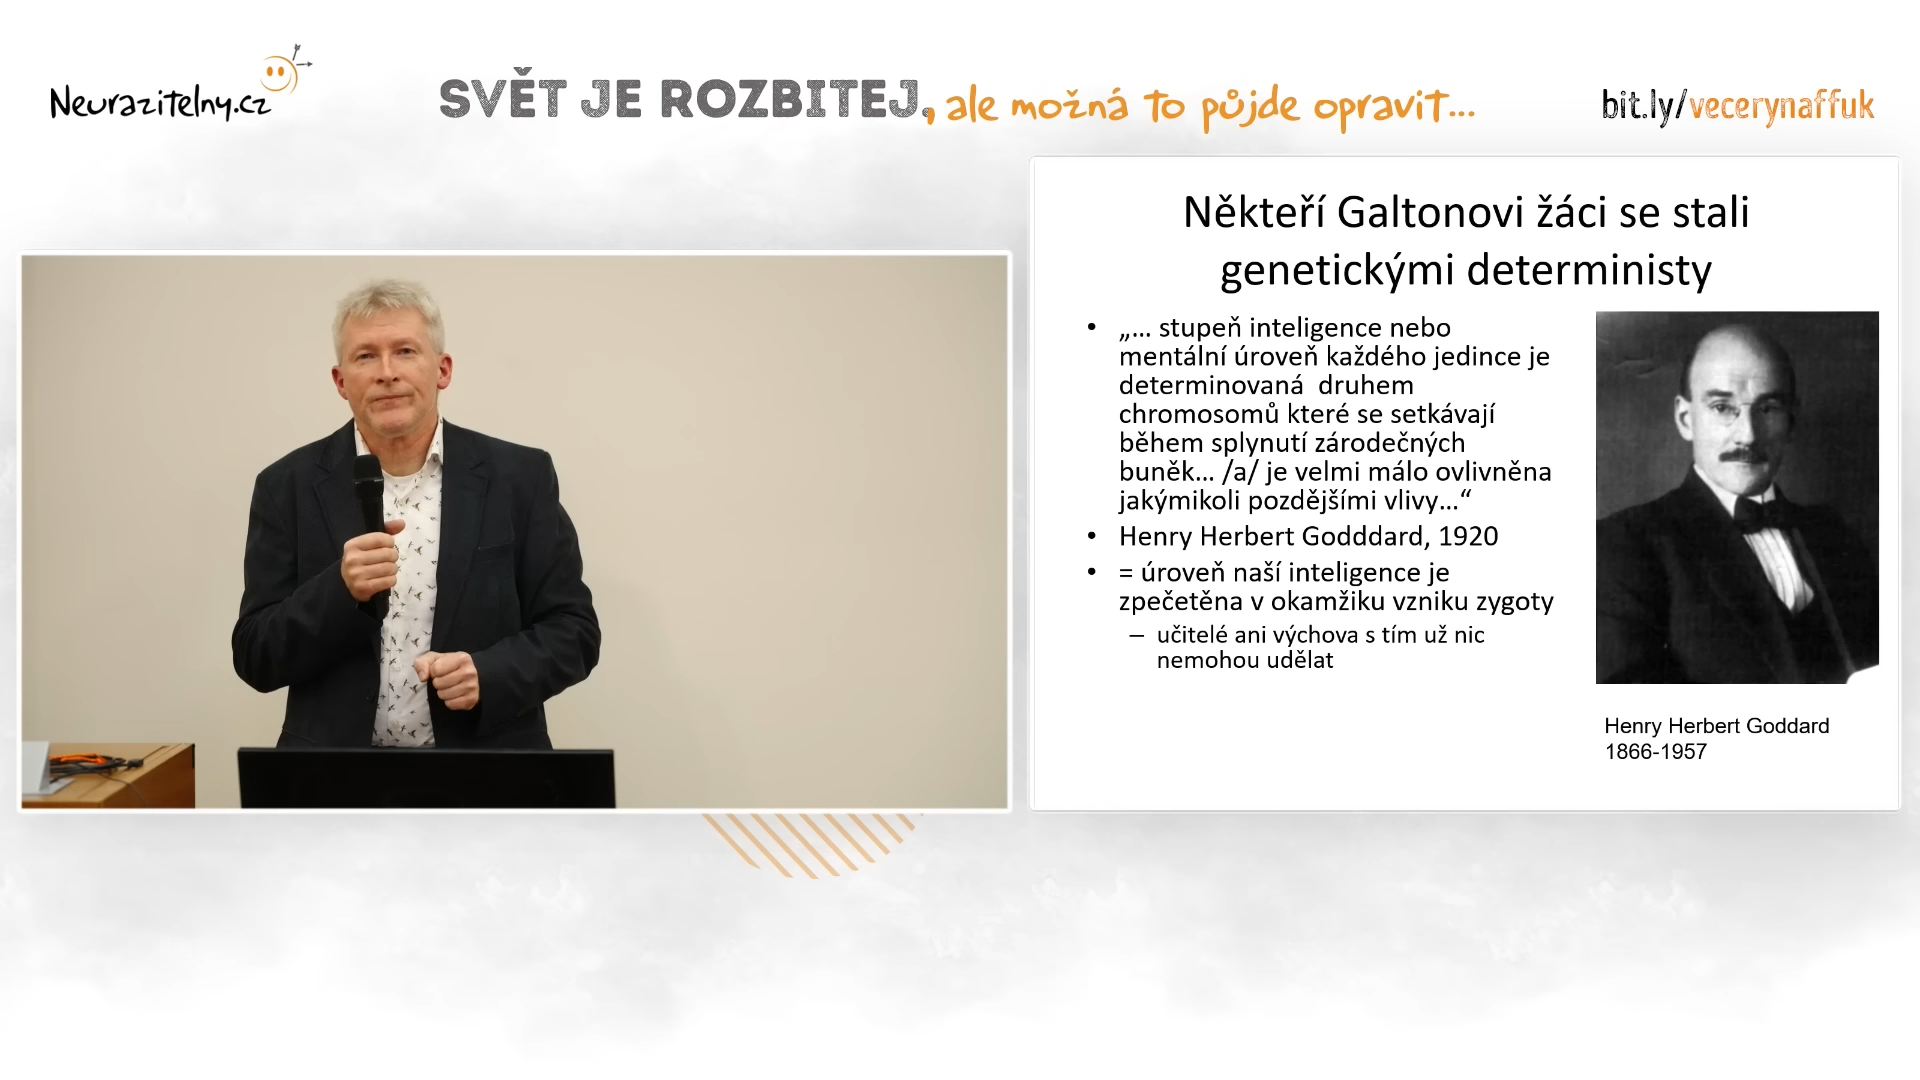 Neurazitelny.cz
SVĚT JE ROZBITEJ, ale možná to půjde opravit...
bit.ly/vecerynaffuk
Někteří Galtonovi žáci se stali
genetickými deterministy
• „… stupeň inteligence nebo
mentální úroveň každého jedince je
determinovaná  druhem
chromosomů které se setkávají
během splynutí zárodečných
buněk… /a/ je velmi málo ovlivněna
jakýmikoli pozdějšími vlivy…“
• Henry Herbert Godddard, 1920
• = úroveň naší inteligence je
zpečetěna v okamžiku vzniku zygoty
– učitelé ani výchova s tím už nic
nemohou udělat
Henry Herbert Goddard
1866-1957